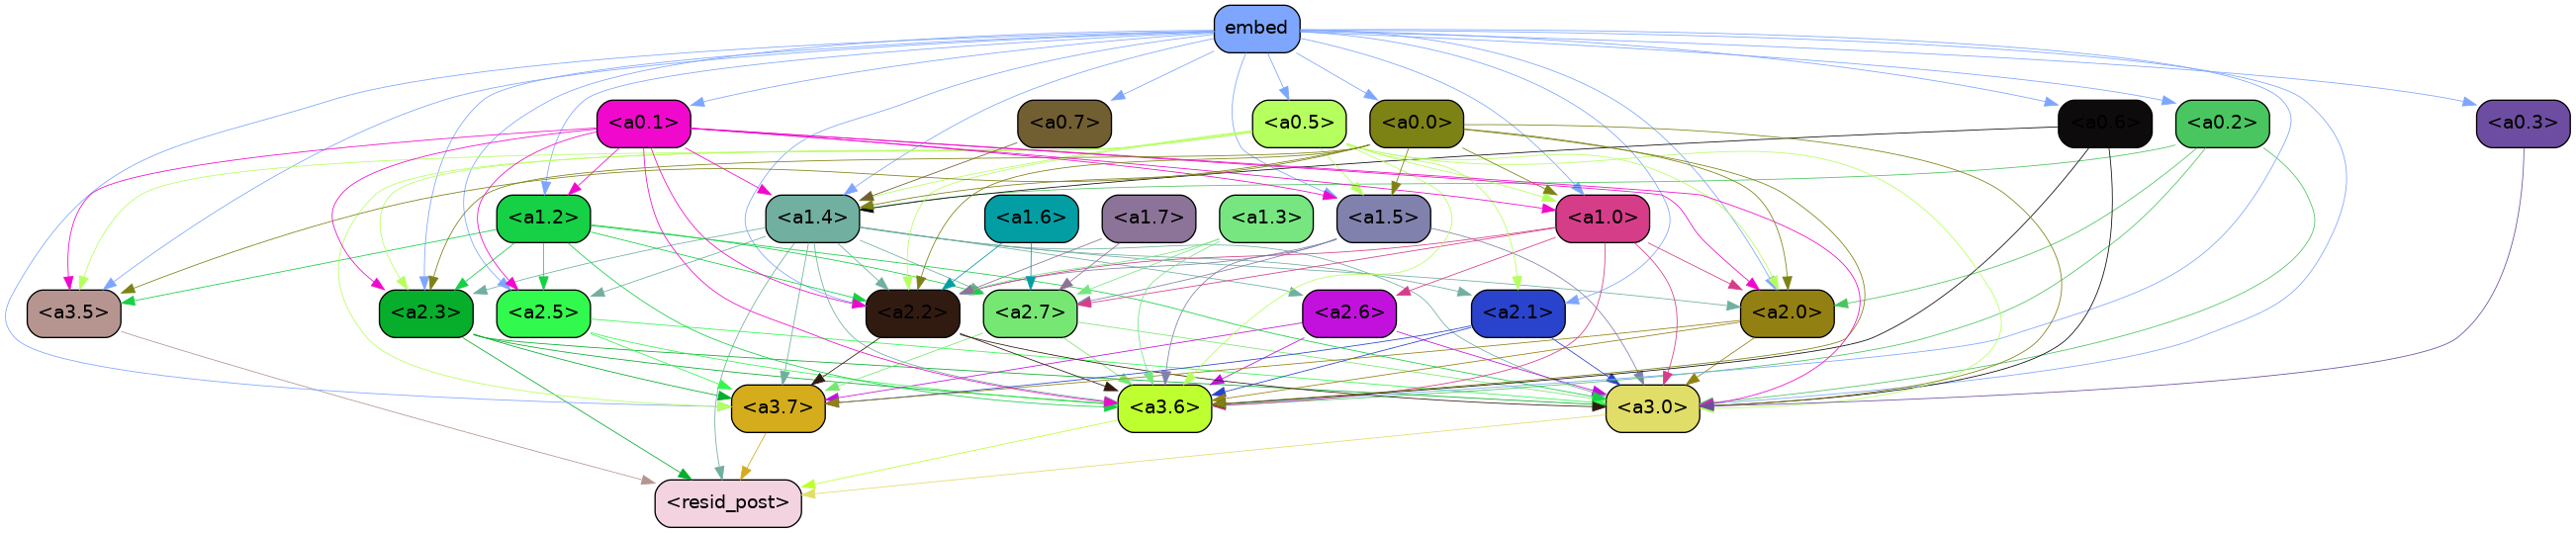 embed
<a0.1> <a0.7> <a0.5> <a0.0> <a0.6> <a0.2> <a0.3>
<a1.2> <a1.4> <a1.6> <a1.7> <a1.3> <a1.5> <a1.0>
<a3.5> <a2.3> <a2.5> <a2.2> <a2.7> <a2.6> <a2.1> <a2.0>
<a3.7> <a3.6> <a3.0>
<resid_post>